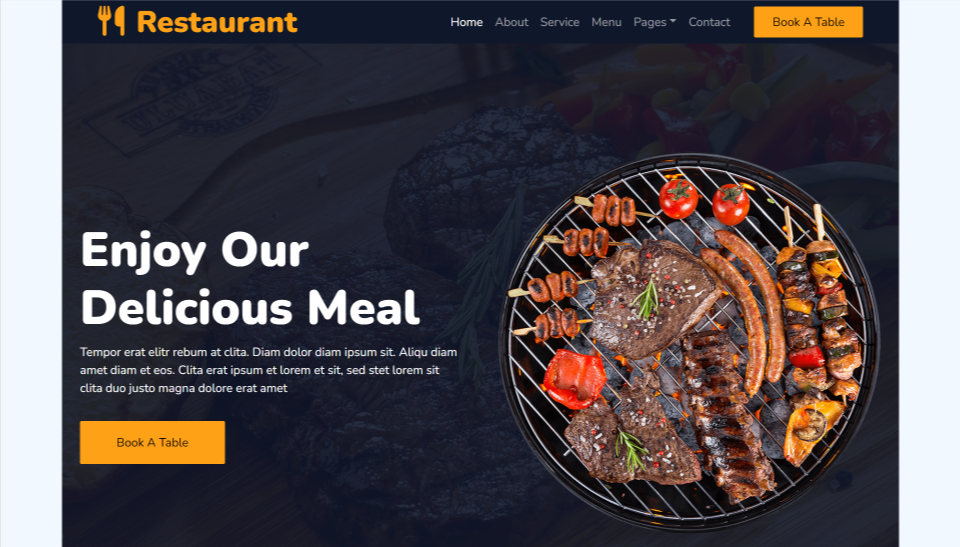 Restaurant
Home About Service Menu Pages Contact Book A Table
Enjoy Our
Delicious Meal
Tempor erat elitr rebum at clita. Diam dolor diam ipsum sit. Aliqu diam
amet diam et eos. Clita erat ipsum et lorem et sit, sed stet lorem sit
clita duo justo magna dolore erat amet
Book A Table